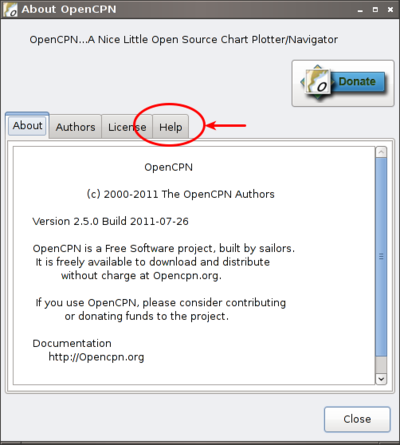 About OpenCPN
OpenCPN...A Nice Little Open Source Chart Plotter/Navigator
Donate
About Authors License Help
OpenCPN
(c) 2000-2011 The OpenCPN Authors
Version 2.5.0 Build 2011-07-26
OpenCPN is a Free Software project, built by sailors.
It is freely available to download and distribute
without charge at Opencpn.org.
If you use OpenCPN, please consider contributing
or donating funds to the project.
Documentation
http://Opencpn.org
Close